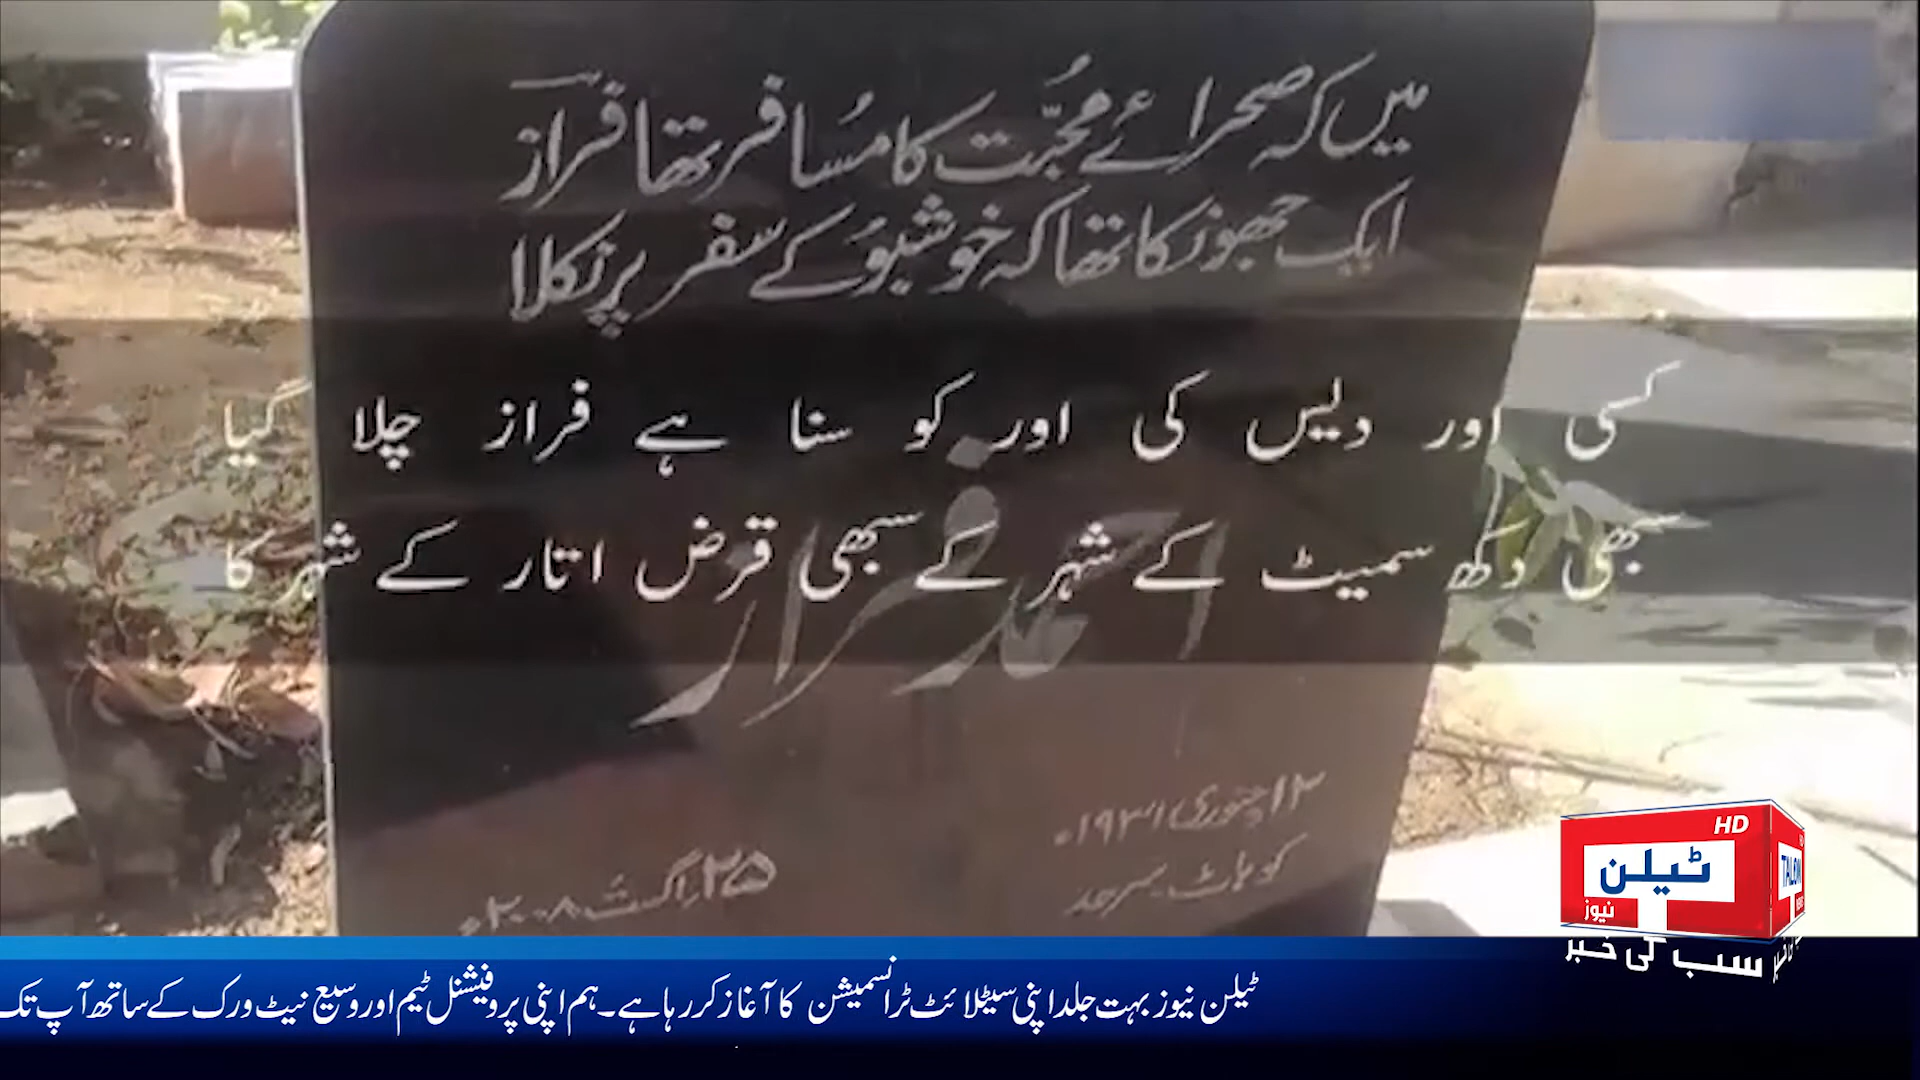 میں کہ صحرائے محبّت کا مُسافر تھا فراز
ایک جھونکا تھا کہ خوشبوُ کے سفر پر نکلا
کسی اور دیس کی اور کو سنا ہے فراز چلا گیا
سبھی دکھ سمیٹ کے شہر کے سبھی قرض اتار کے شہر کا
احمد فراز
۱۲ جنوری ۱۹۳۱ء
کوہاٹ۔سرحد
۲۵ اگست ۲۰۰۸ء
HD
ٹیلن
نیوز
TALON
NEWS
سب کی خبر
ٹیلن نیوز بہت جلد اپنی سیٹلائٹ ٹرانسمیشن کا آغاز کر رہا ہے۔ ہم اپنی پروفیشنل ٹیم اور وسیع نیٹ ورک کے ساتھ آپ تک